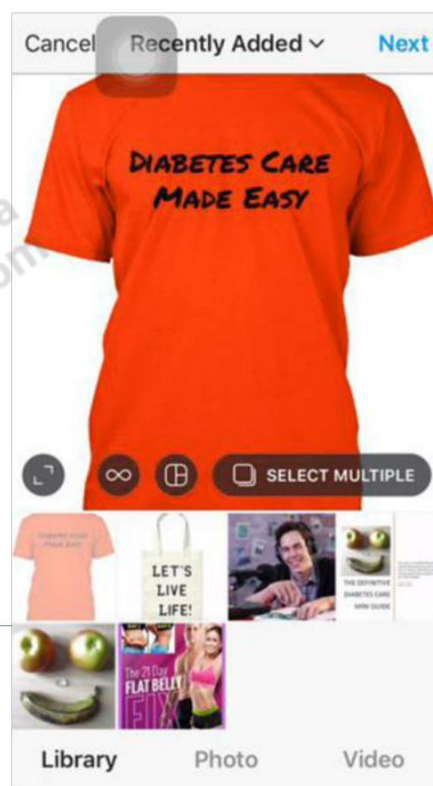 Cancel Recently Added Next
DIABETES CARE
MADE EASY
SELECT MULTIPLE
LET'S
LIVE
LIFE!
THE DEFINITIVE
DIABETES CARE
MINI GUIDE
The 21 Day
FLAT BELLY
FIX
Library Photo Video